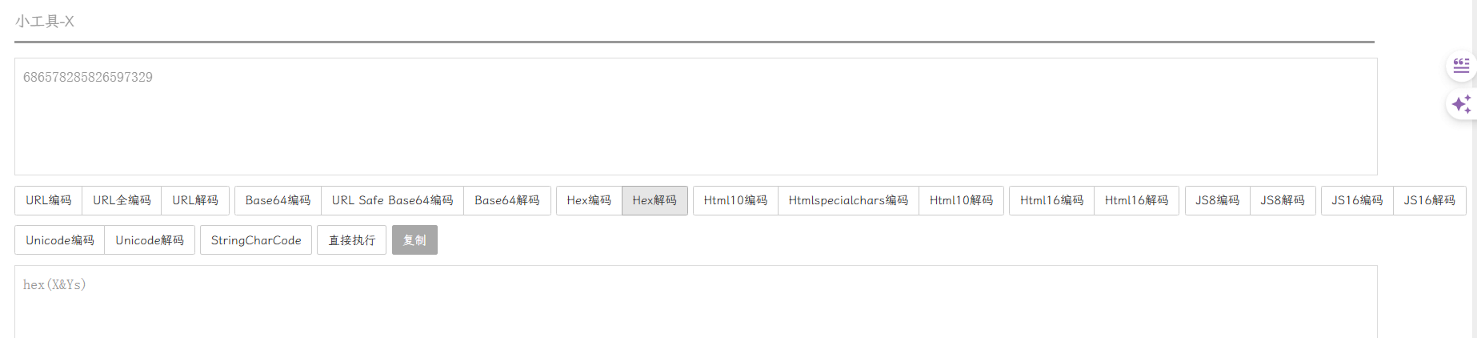 小工具-X
686578285826597329
URL编码 URL全编码 URL解码 Base64编码 URL Safe Base64编码 Base64解码 Hex编码 Hex解码 Html10编码 Htmlspecialchars编码 Html10解码 Html16编码 Html16解码 JS8编码 JS8解码 JS16编码 JS16解码
Unicode编码 Unicode解码 StringCharCode 直接执行 复制
hex(X&Ys)